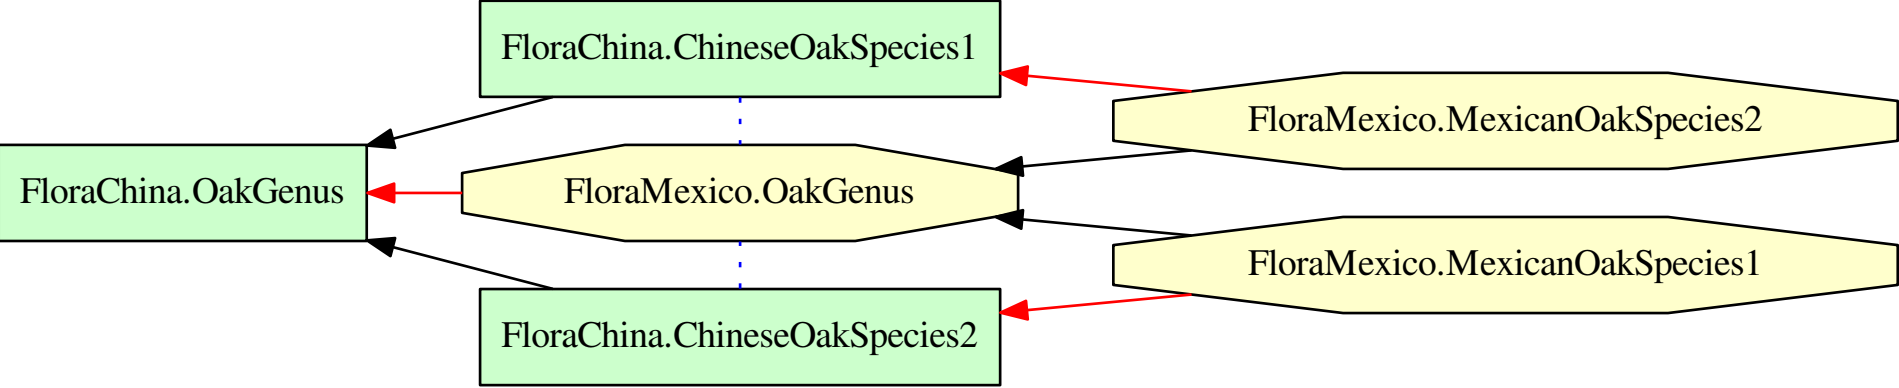 FloraChina.ChineseOakSpecies1
FloraMexico.MexicanOakSpecies2
FloraChina.OakGenus
FloraMexico.OakGenus
FloraMexico.MexicanOakSpecies1
FloraChina.ChineseOakSpecies2